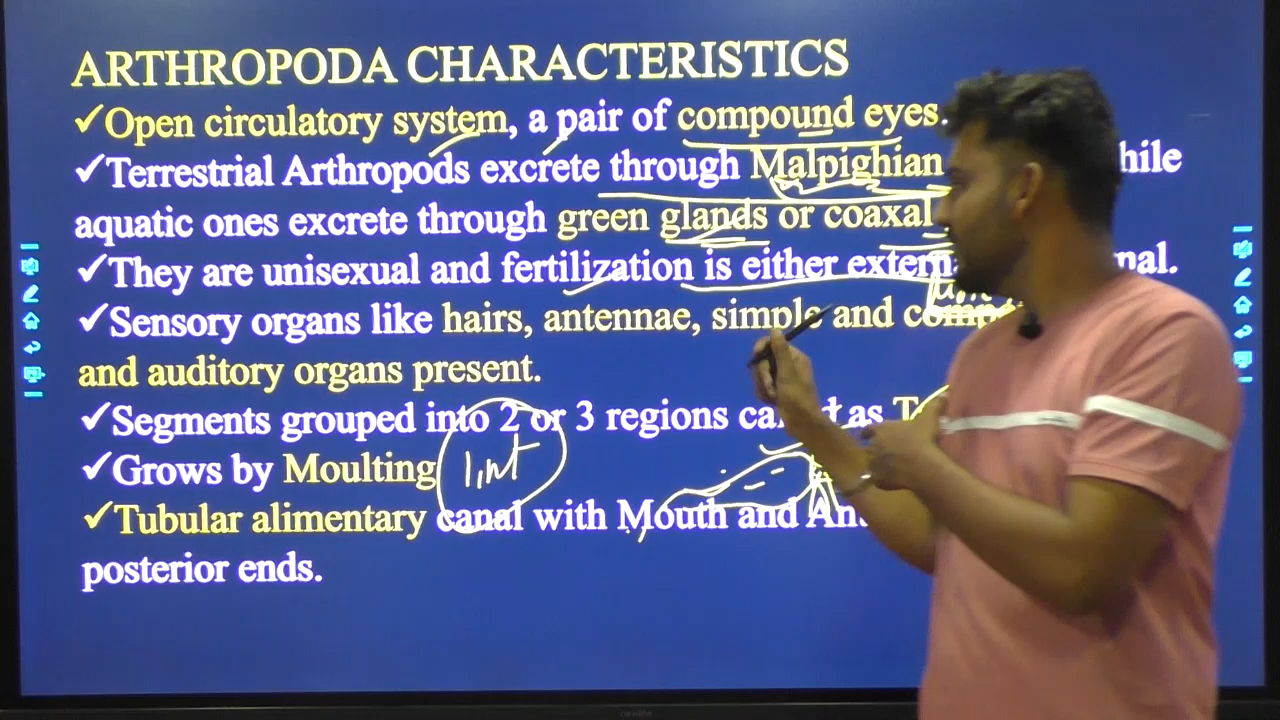 ARTHROPODA CHARACTERISTICS
✓Open circulatory system, a pair of compound eyes.
✓Terrestrial Arthropods excrete through Malpighian
aquatic ones excrete through green glands or coaxal
✓They are unisexual and fertilization is either
✓Sensory organs like hairs, antennae, simple and
and auditory organs present.
✓Segments grouped into 2 or 3 regions as
✓Grows by Moulting
✓Tubular alimentary canal with Mouth and
posterior ends.